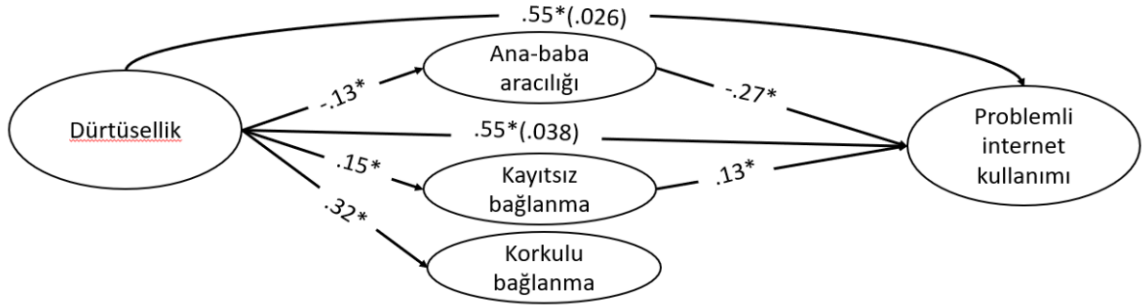 .55*(.026)
Ana-baba
aracılığı
-.13*
-.27*
Dürtüsellik
.55*(.038)
Problemli
internet
kullanımı
.15*
Kayıtsız
bağlanma
.13*
.32*
Korkulu
bağlanma